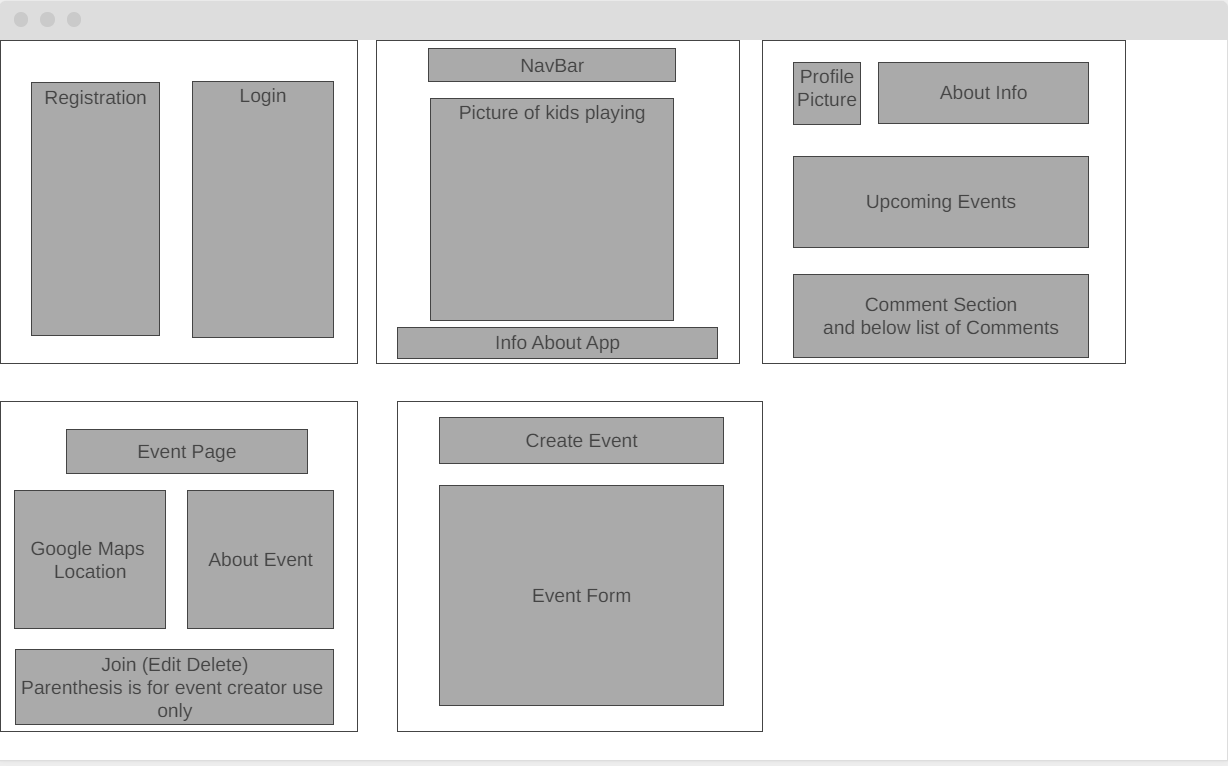 Registration
Login
NavBar
Picture of kids playing
Info About App
Profile
Picture
About Info
Upcoming Events
Comment Section
and below list of Comments
Event Page
Google Maps
Location
About Event
Join (Edit Delete)
Parenthesis is for event creator use
only
Create Event
Event Form